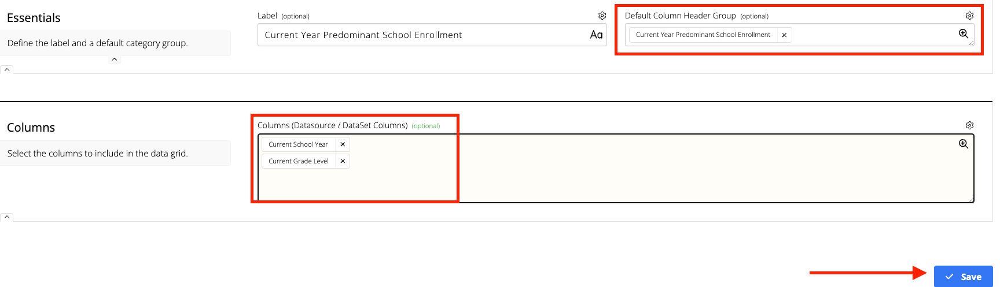 Essentials
Define the label and a default category group.
Label (optional)
Current Year Predominant School Enrollment Aa
Default Column Header Group (optional)
Current Year Predominant School Enrollment ×
Columns
Select the columns to include in the data grid.
Columns (Datasource / DataSet Columns) (optional)
Current School Year ×
Current Grade Level ×
Save